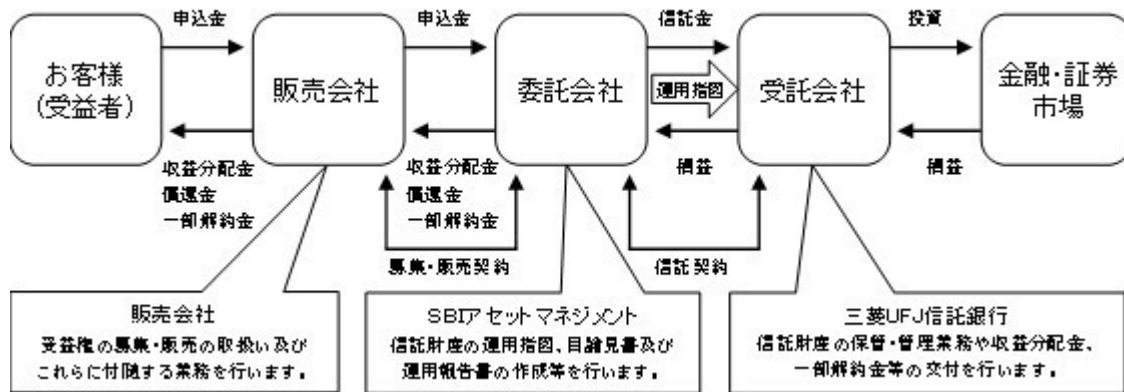 申込金
申込金
信託金
投資
お客様
(受益者)
販売会社
委託会社
運用指図
受託会社
金融・証券
市場
収益分配金
償還金
一部解約金
収益分配金
償還金
一部解約金
損益
損益
募集・販売契約
信託契約
販売会社
受益権の募集・販売の取扱い及び
これらに付随する業務を行います。
SBIアセットマネジメント
信託財産の運用指図、目論見書及び
運用報告書の作成等を行います。
三菱UFJ信託銀行
信託財産の保管・管理業務や収益分配金、
一部解約金等の交付を行います。